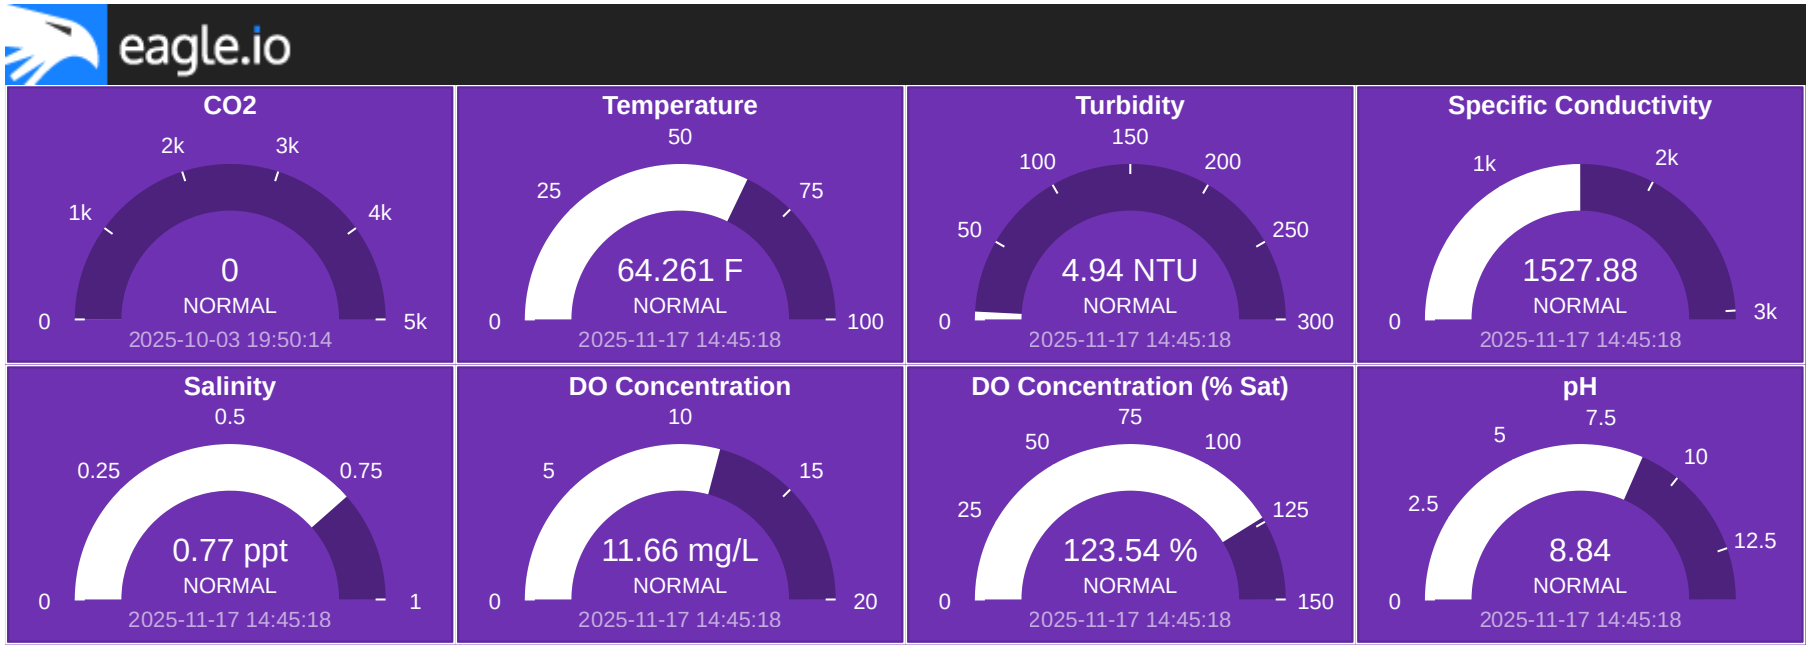 eagle.io
CO2
2k
3k
1k
4k
0
NORMAL
0
5k
2025-10-03 19:50:14
Temperature
50
25
75
64.261 F
NORMAL
0
100
2025-11-17 14:45:18
Turbidity
150
100
200
50
250
4.94 NTU
NORMAL
0
300
2025-11-17 14:45:18
Specific Conductivity
1k
2k
1527.88
NORMAL
0
3k
2025-11-17 14:45:18
Salinity
0.5
0.25
0.75
0.77 ppt
NORMAL
0
1
2025-11-17 14:45:18
DO Concentration
10
5
15
11.66 mg/L
NORMAL
0
20
2025-11-17 14:45:18
DO Concentration (% Sat)
75
50
100
25
125
123.54 %
NORMAL
0
150
2025-11-17 14:45:18
pH
7.5
5
10
2.5
12.5
8.84
NORMAL
0
2025-11-17 14:45:18